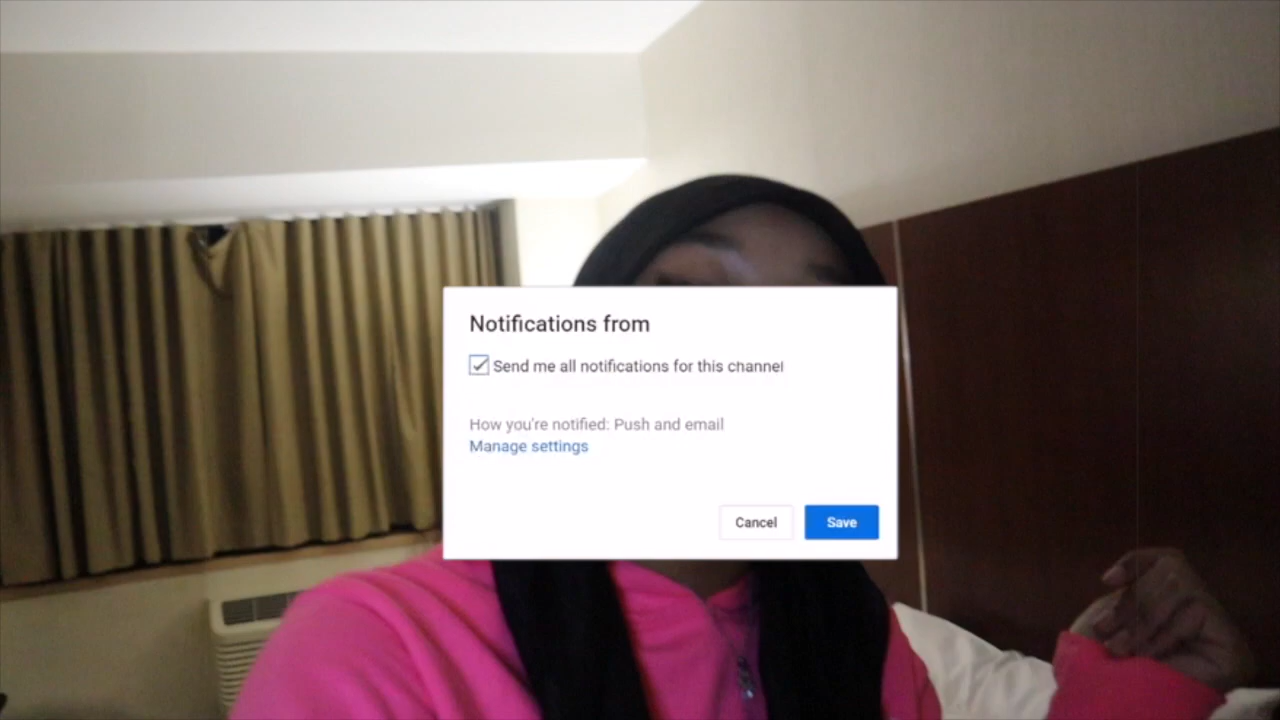 Notifications from
Send me all notifications for this channel
How you're notified: Push and email
Manage settings
Cancel
Save